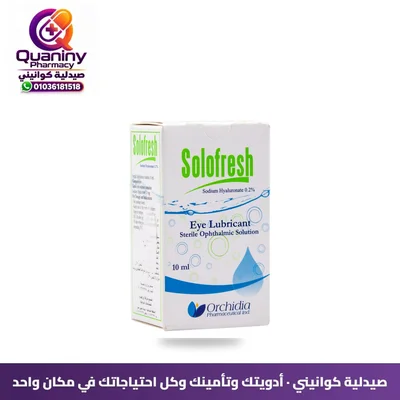 Quaniny
Pharmacy
صيدلية كوانيني
01036181518
Solofresh
Sodium Hyaluronate 0.2%
Eye Lubricant
Sterile Ophthalmic Solution
10 ml
Orchidia
Pharmaceutical Ind.
صيدلية كوانيني - أدويتك وتأمينك وكل احتياجاتك في مكان واحد